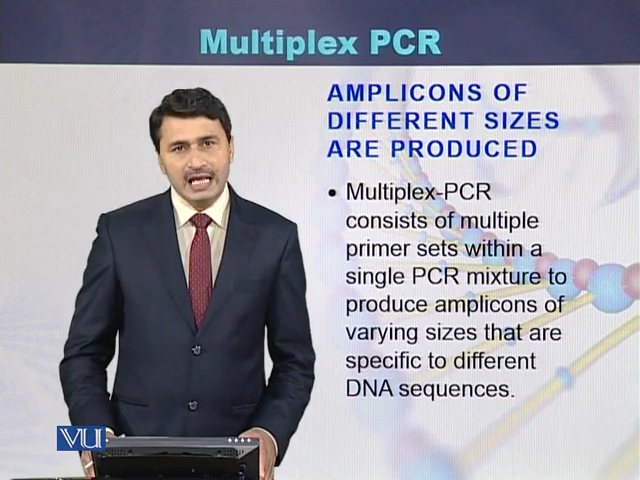 Multiplex PCR
AMPLICONS OF
DIFFERENT SIZES
ARE PRODUCED
• Multiplex-PCR
consists of multiple
primer sets within a
single PCR mixture to
produce amplicons of
varying sizes that are
specific to different
DNA sequences.
VU